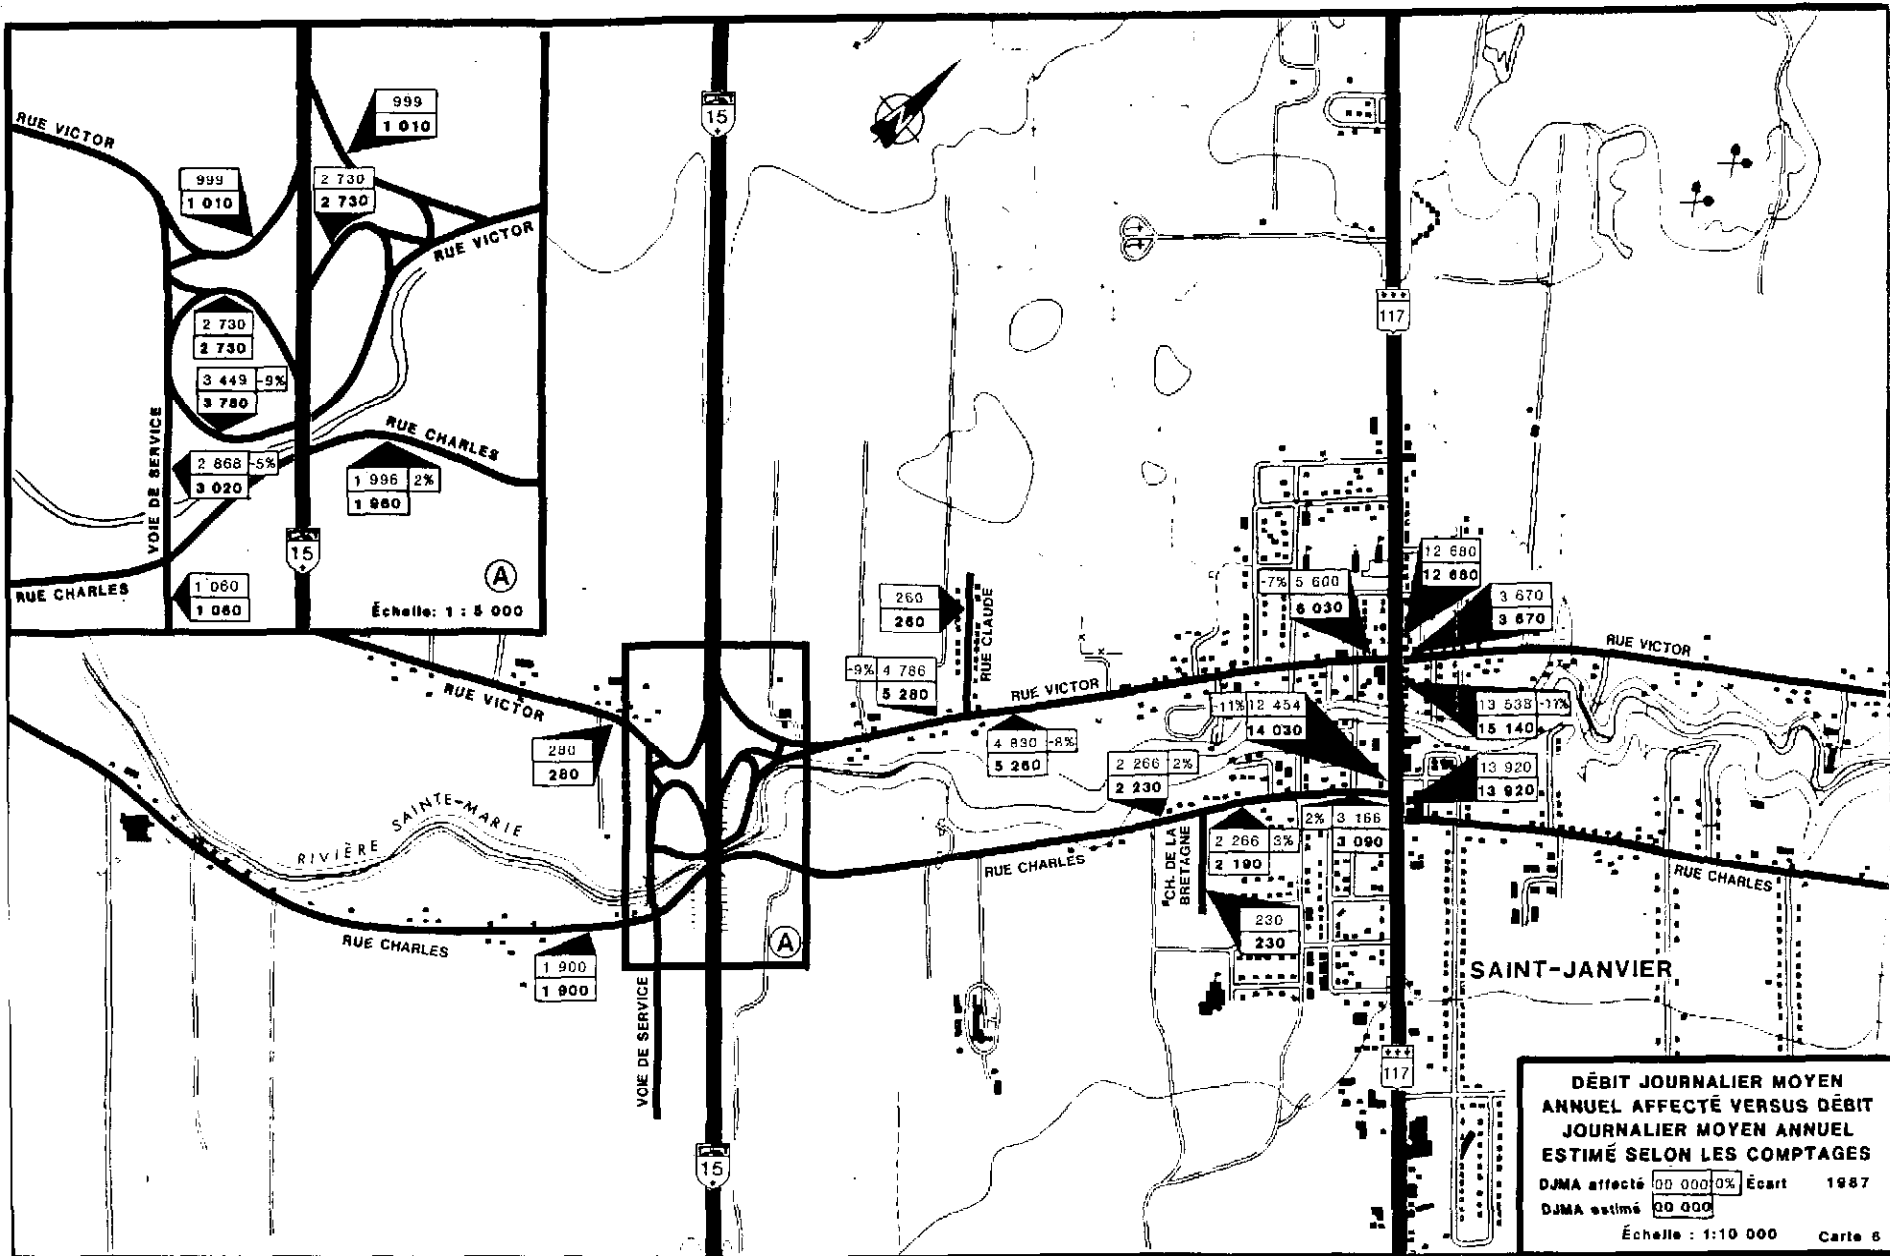 RUE VICTOR
999
1 010
999
1 010
2 730
2 730
RUE VICTOR
2 730
2 730
3 449 -9%
3 780
RUE CHARLES
VOIE DE SERVICE
2 868 -5%
3 020
1 996 2%
1 960
15
A
RUE CHARLES
1 060
1 060
Échelle: 1 : 5 000
15
117
12 680
12 680
-7% 5 600
6 030
3 670
3 670
260
260
RUE CLAUDE
RUE VICTOR
-9% 4 786
5 280
RUE VICTOR
RUE VICTOR
-11% 12 454
14 030
13 538 -11%
15 140
280
280
4 830 -8%
5 260
2 266 2%
2 230
13 920
13 920
RIVIÈRE SAINTE-MARIE
2% 3 166
3 090
2 266 3%
2 190
CH. DE LA
BRETAGNE
RUE CHARLES
RUE CHARLES
230
230
RUE CHARLES
A
1 900
1 900
SAINT-JANVIER
VOIE DE SERVICE
117
15
DÉBIT JOURNALIER MOYEN
ANNUEL AFFECTÉ VERSUS DÉBIT
JOURNALIER MOYEN ANNUEL
ESTIMÉ SELON LES COMPTAGES
DJMA affecté 00 000 0% Écart 1987
DJMA estimé 00 000
Échelle : 1:10 000 Carte 6